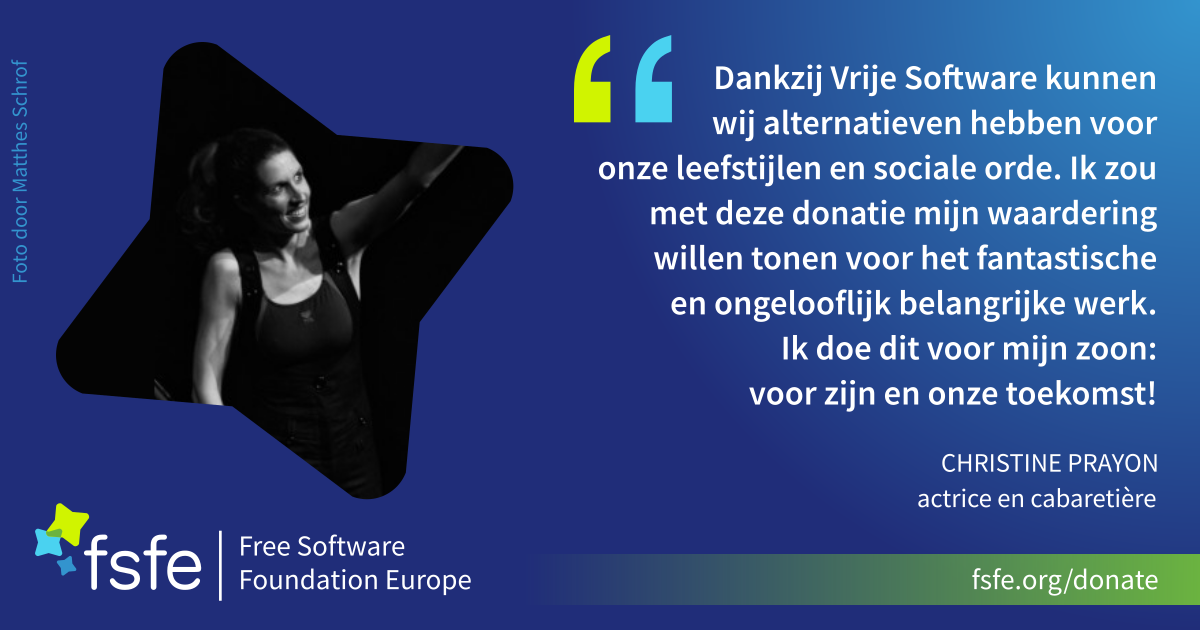 Foto door Matthes Schrof
Dankzij Vrije Software kunnen
wij alternatieven hebben voor
onze leefstijlen en sociale orde. Ik zou
met deze donatie mijn waardering
willen tonen voor het fantastische
en ongelooflijk belangrijke werk.
Ik doe dit voor mijn zoon:
voor zijn en onze toekomst!
CHRISTINE PRAYON
actrice en cabaretière
fsfe
Free Software
Foundation Europe
fsfe.org/donate